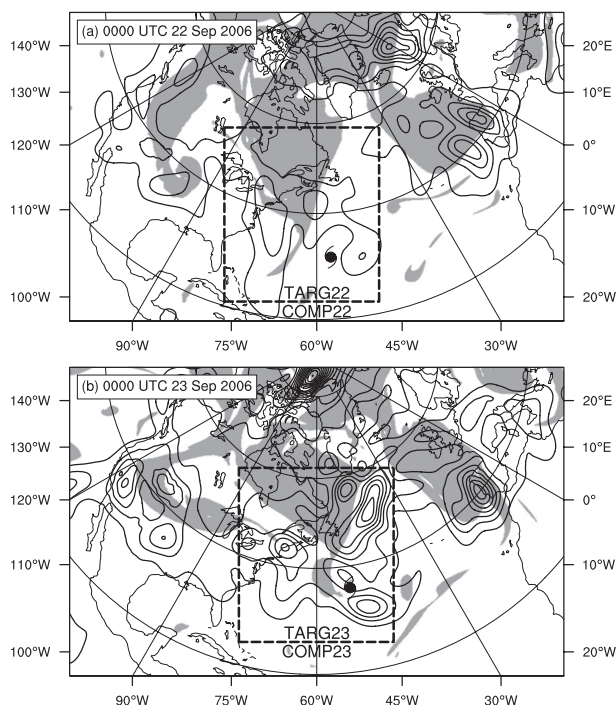 (a) 0000 UTC 22 Sep 2006
140°W
20°E
130°W
10°E
120°W
0°
110°W
10°W
100°W
TARG22
20°W
COMP22
90°W
75°W
60°W
45°W
30°W
(b) 0000 UTC 23 Sep 2006
140°W
20°E
130°W
10°E
120°W
0°
110°W
10°W
100°W
TARG23
20°W
COMP23
90°W
75°W
60°W
45°W
30°W